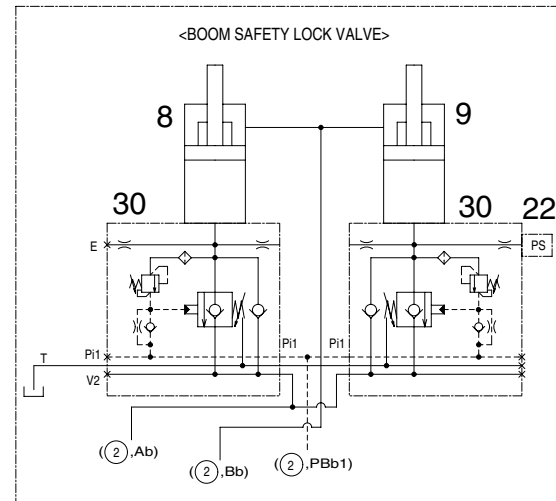 <BOOM SAFETY LOCK VALVE>
8 9
30 30 22
E PS
Pi1 Pi1 Pi1
T
V2
(2,Ab) (2,Bb) (2,PBb1)